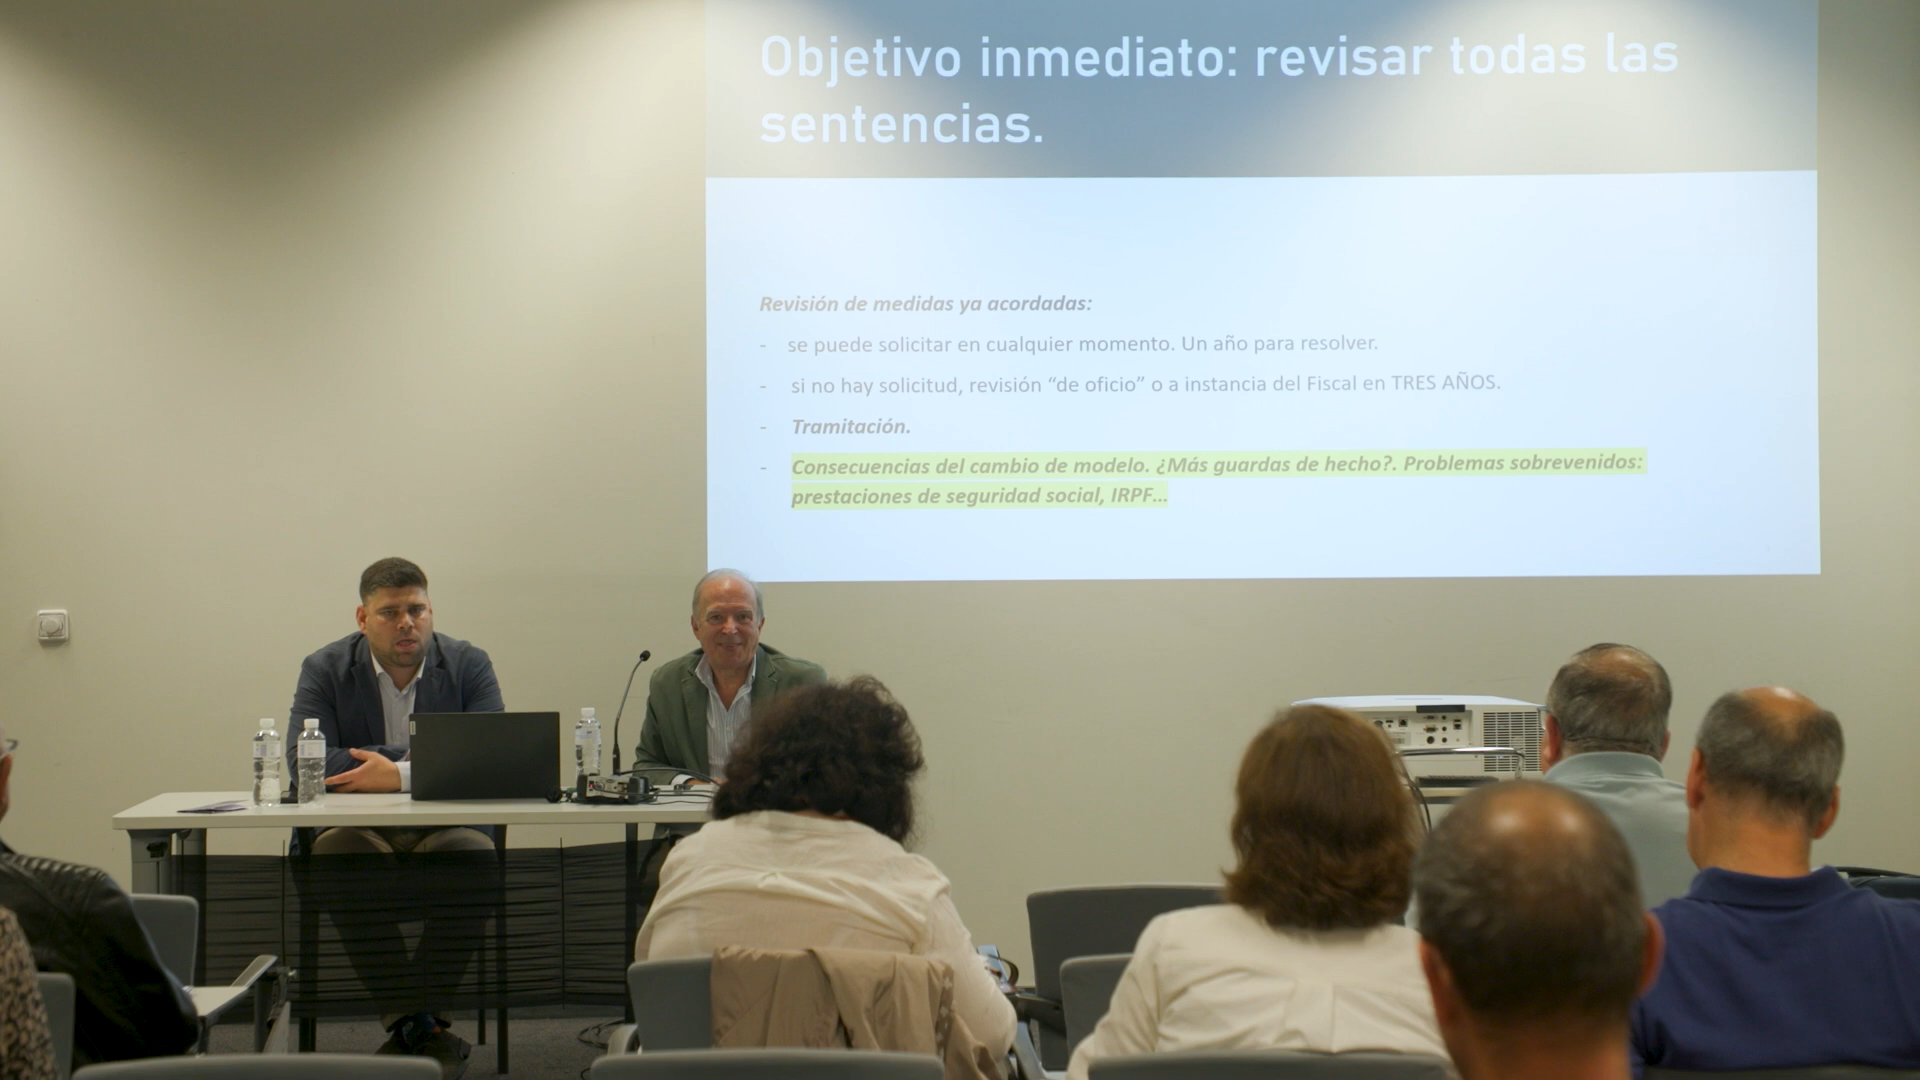 Objetivo inmediato: revisar todas las
sentencias.
Revisión de medidas ya acordadas:
- se puede solicitar en cualquier momento. Un año para resolver.
- si no hay solicitud, revisión “de oficio” o a instancia del Fiscal en TRES AÑOS.
- Tramitación.
- Consecuencias del cambio de modelo. ¿Más guardas de hecho?. Problemas sobrevenidos:
prestaciones de seguridad social, IRPF...